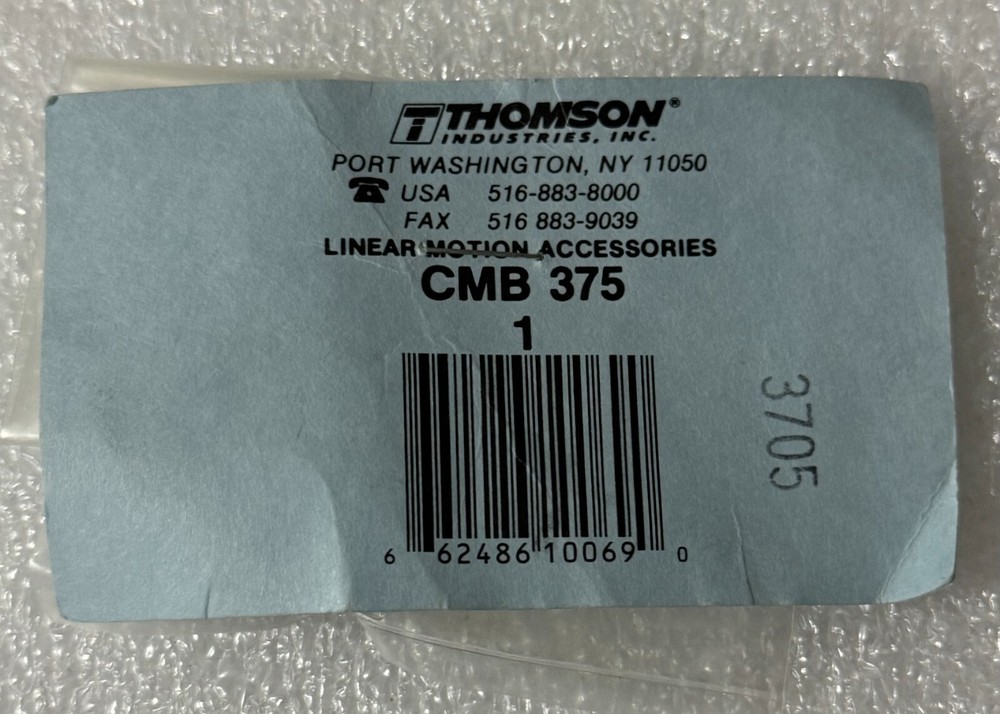 THOMSON®
INDUSTRIES, INC.
PORT WASHINGTON, NY 11050
USA 516-883-8000
FAX 516 883-9039
LINEAR MOTION ACCESSORIES
CMB 375
1
6 62486 10069 0
3705